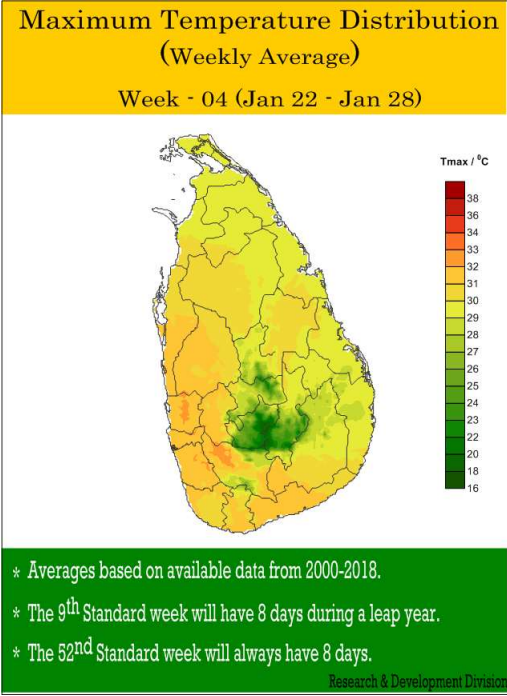 Maximum Temperature Distribution
(Weekly Average)
Week - 04 (Jan 22 - Jan 28)
Tmax / ⁰C
38
36
34
33
32
31
30
29
28
27
26
25
24
23
22
20
18
16
* Averages based on available data from 2000-2018.
* The 9th Standard week will have 8 days during a leap year.
* The 52nd Standard week will always have 8 days.
Research & Development Division